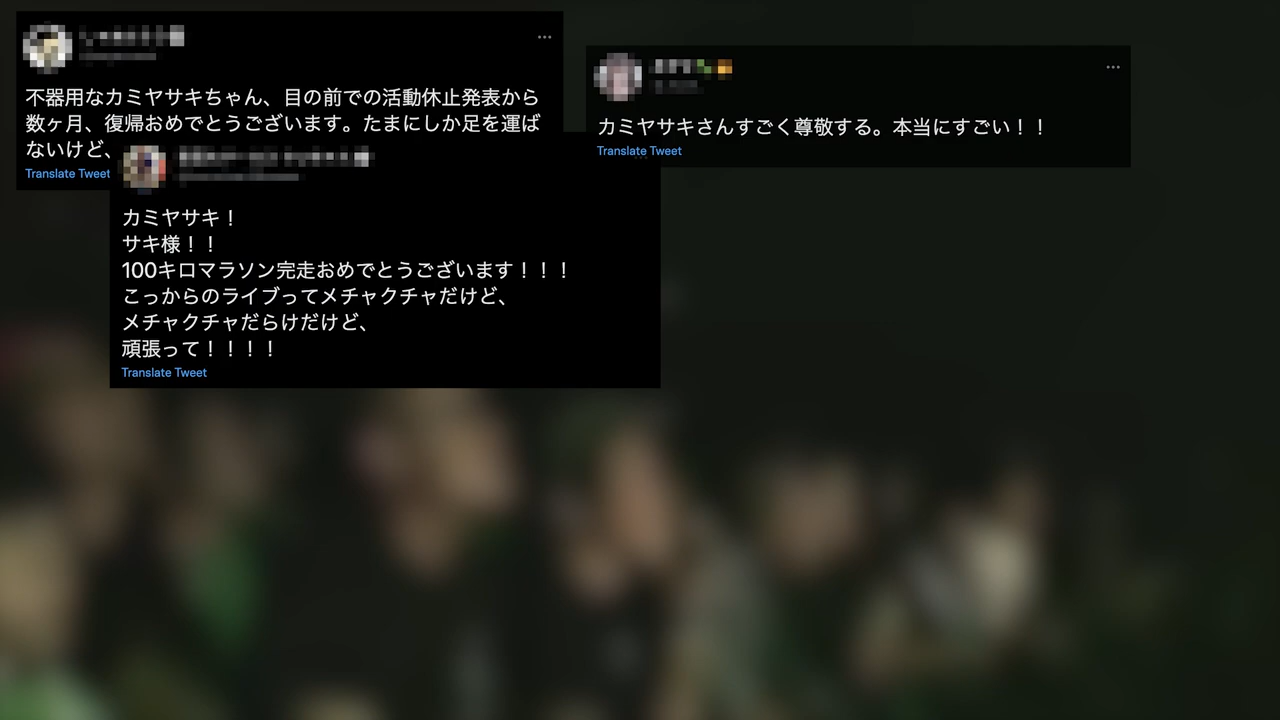 不器用なカミヤサキちゃん、目の前での活動休止発表から
数ヶ月、復帰おめでとうございます。たまにしか足を運ば
ないけど、
Translate Tweet
カミヤサキ！
サキ様！！
100キロマラソン完走おめでとうございます！！！
こっからのライブってメチャクチャだけど、
メチャクチャだらけだけど、
頑張って！！！！
Translate Tweet
カミヤサキさんすごく尊敬する。本当にすごい！！
Translate Tweet